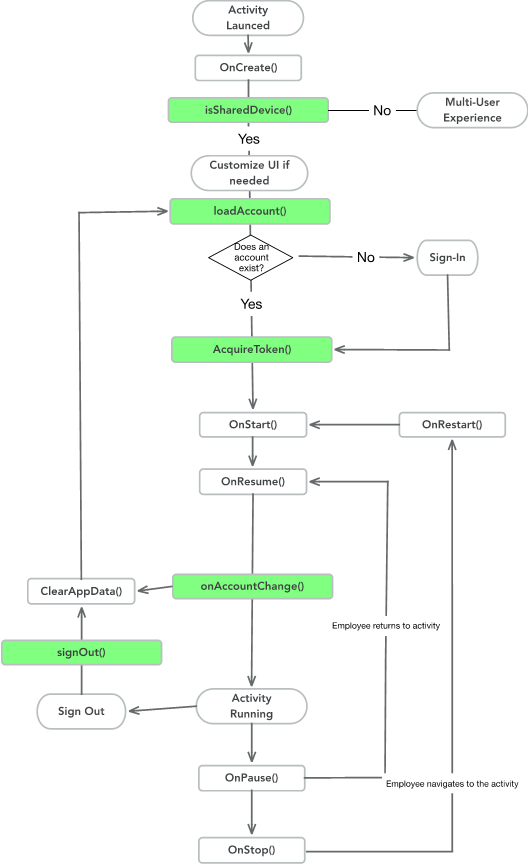 Activity
Launced
OnCreate()
isSharedDevice()
No
Multi-User
Experience
Yes
Customize UI if
needed
loadAccount()
Does an
account
exist?
No
Sign-In
Yes
AcquireToken()
OnStart()
OnRestart()
OnResume()
onAccountChange()
ClearAppData()
Employee returns to activity
signOut()
Activity
Running
Sign Out
OnPause()
Employee navigates to the activity
OnStop()